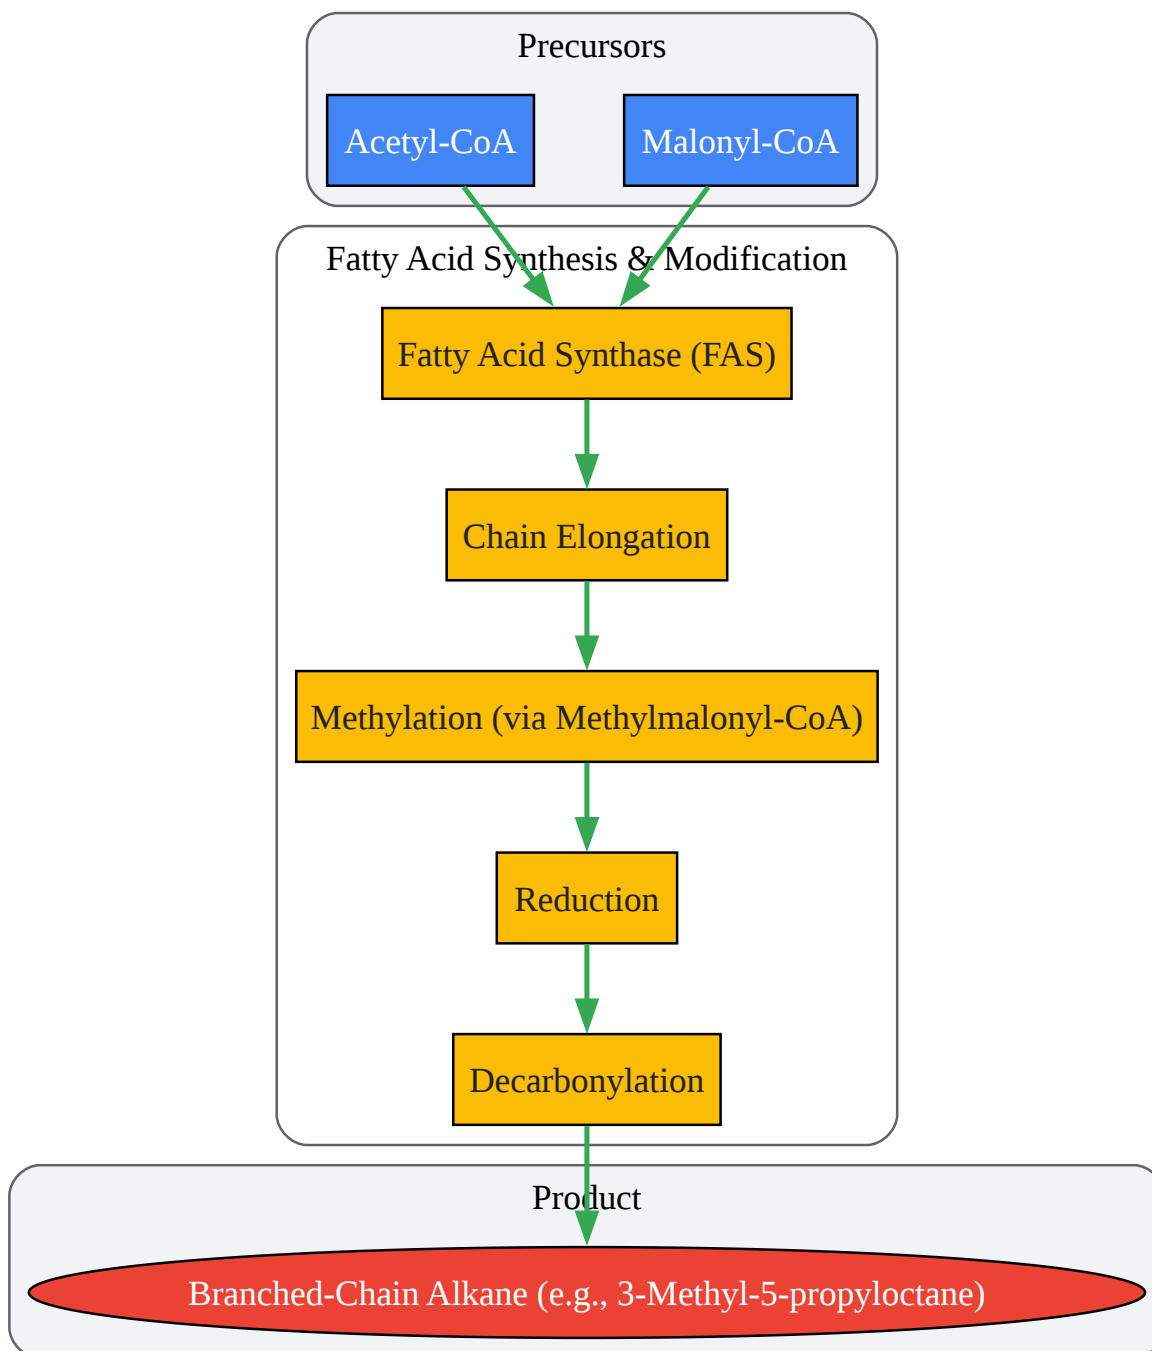 Precursors
Acetyl-CoA
Malonyl-CoA
Fatty Acid Synthesis & Modification
Fatty Acid Synthase (FAS)
Chain Elongation
Methylation (via Methylmalonyl-CoA)
Reduction
Decarbonylation
Product
Branched-Chain Alkane (e.g., 3-Methyl-5-propyloctane)